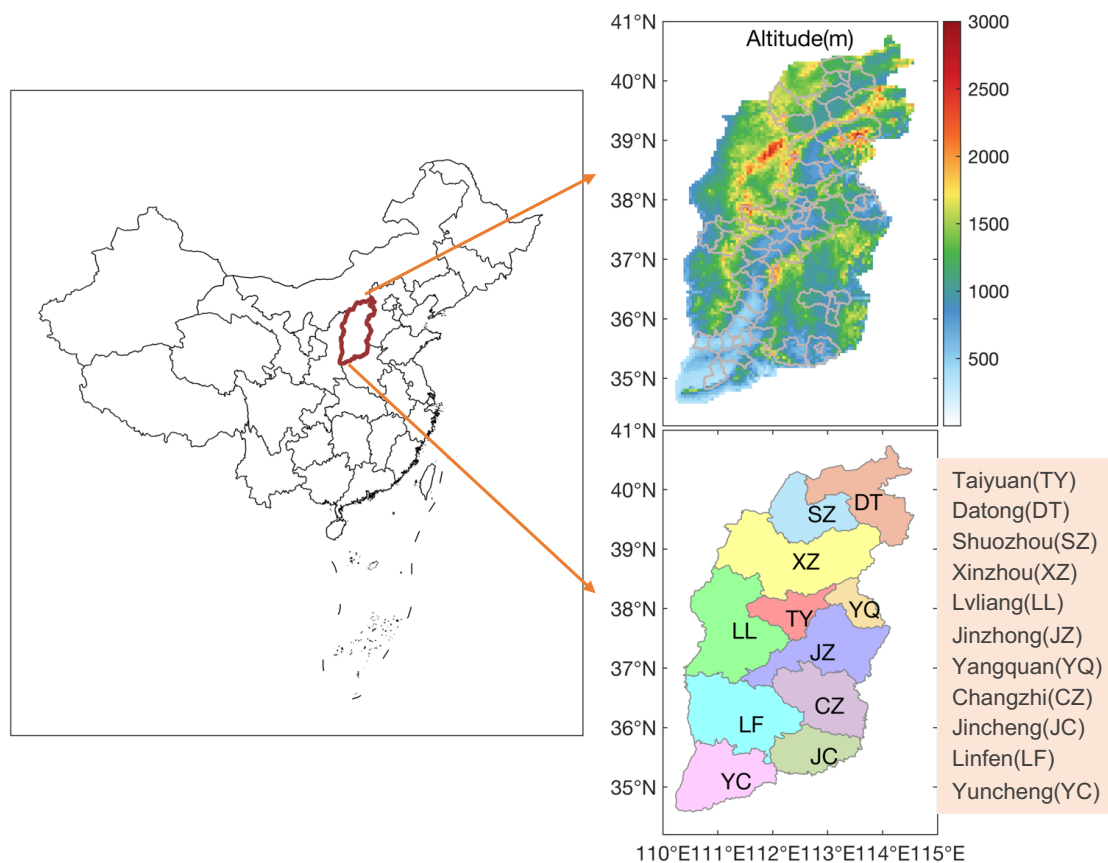 41°N
40°N
39°N
38°N
37°N
36°N
35°N
Altitude(m)
3000
2500
2000
1500
1000
500
41°N
40°N
39°N
38°N
37°N
36°N
35°N
DT
SZ
XZ
TY
YQ
LL
JZ
CZ
LF
JC
YC
110°E111°E112°E113°E114°E115°E
Taiyuan(TY)
Datong(DT)
Shuozhou(SZ)
Xinzhou(XZ)
Lvliang(LL)
Jinzhong(JZ)
Yangquan(YQ)
Changzhi(CZ)
Jincheng(JC)
Linfen(LF)
Yuncheng(YC)